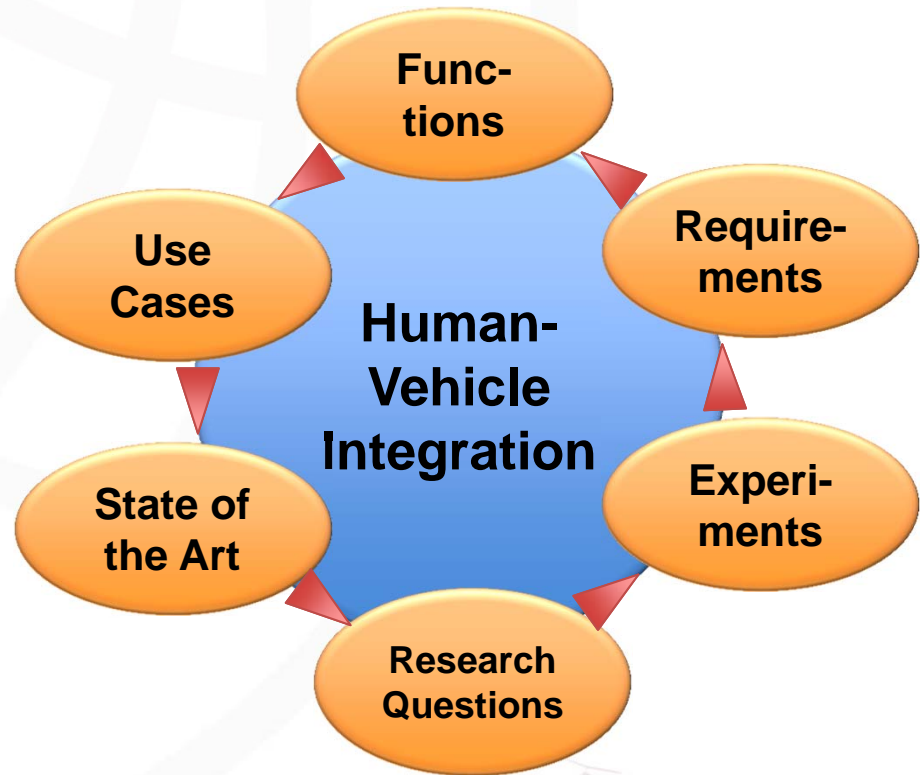 Func-
tions
Require-
ments
Use
Cases
Human-
Vehicle
Integration
State of
the Art
Experi-
ments
Research
Questions